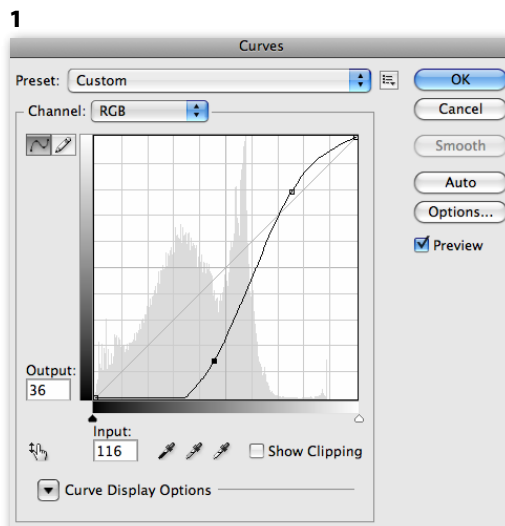 1
Curves
Preset: Custom
OK
Channel: RGB
Cancel
Smooth
Auto
Options...
Preview
Output:
36
Input:
116
Show Clipping
Curve Display Options